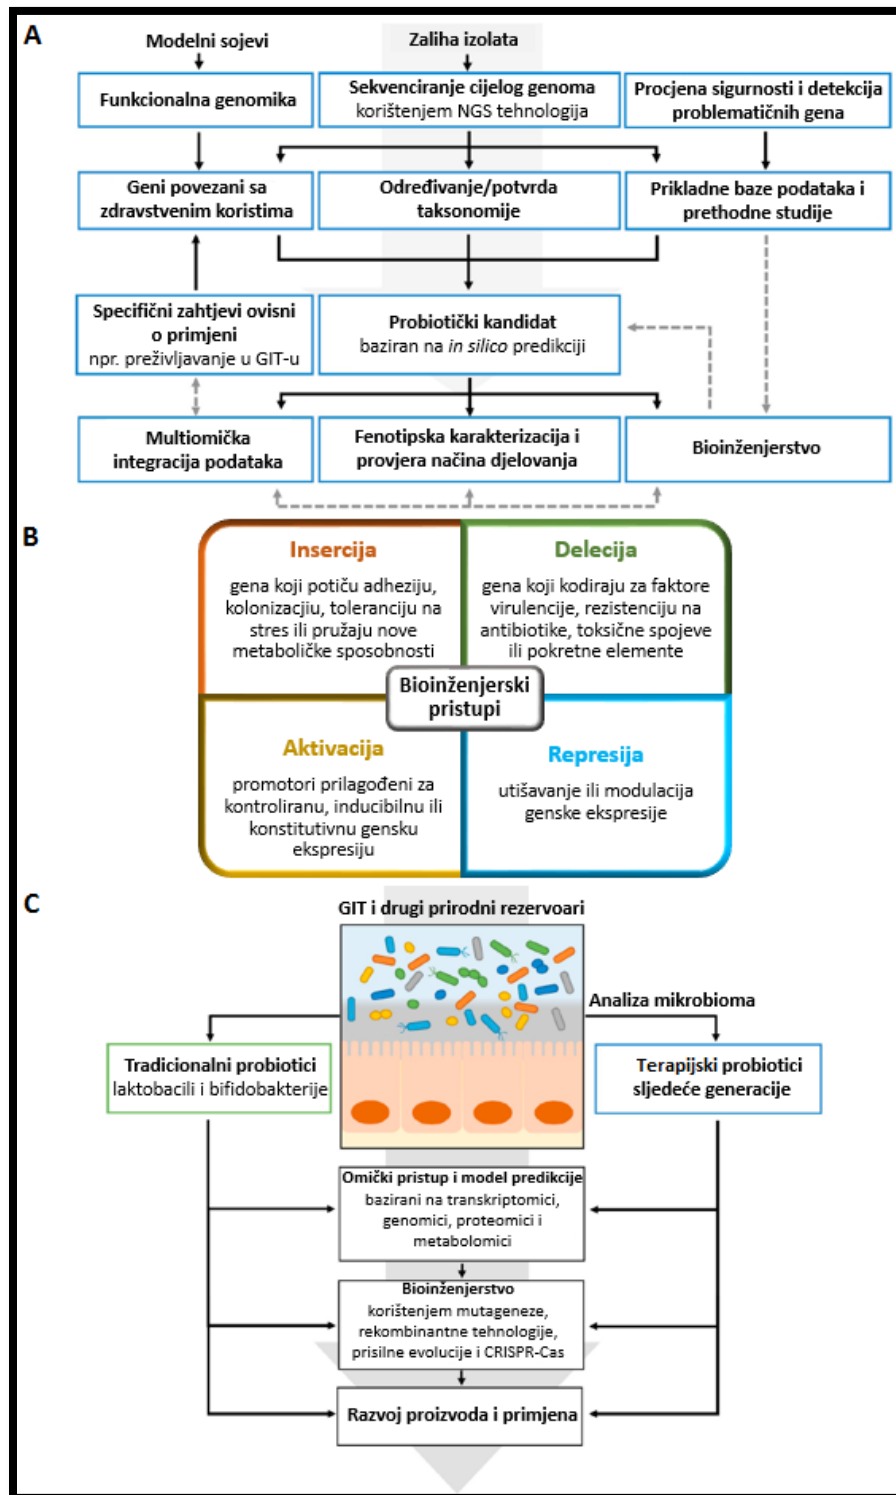 A
Modelni sojevi
Zaliha izolata
Funkcionalna genomika
Sekvenciranje cijelog genoma
korištenjem NGS tehnologija
Procjena sigurnosti i detekcija
problematičnih gena
Geni povezani sa
zdravstvenim koristima
Određivanje/potvrda
taksonomije
Prikladne baze podataka i
prethodne studije
Specifični zahtjevi ovisni
o primjeni
npr. preživljavanje u GIT-u
Probiotički kandidat
baziran na in silico predikciji
Multiomička
integracija podataka
Fenotipska karakterizacija i
provjera načina djelovanja
Bioinženjerstvo
B
Insercija
gena koji potiču adheziju,
kolonizacjiu, toleranciju na
stres ili pružaju nove
metaboličke sposobnosti
Delecija
gena koji kodiraju za faktore
virulencije, rezistenciju na
antibiotike, toksične spojeve
ili pokretne elemente
Bioinženjerski
pristupi
Aktivacija
promotori prilagođeni za
kontroliranu, inducibilnu ili
konstitutivnu gensku
ekspresiju
Represija
utišavanje ili modulacija
genske ekspresije
C
GIT i drugi prirodni rezervoari
Analiza mikrobioma
Tradicionalni probiotici
laktobacili i bifidobakterije
Terapijski probiotici
sljedeće generacije
Omički pristup i model predikcije
bazirani na transkriptomici,
genomici, proteomici i
metabolomici
Bioinženjerstvo
korištenjem mutageneze,
rekombinantne tehnologije,
prisilne evolucije i CRISPR-Cas
Razvoj proizvoda i primjena